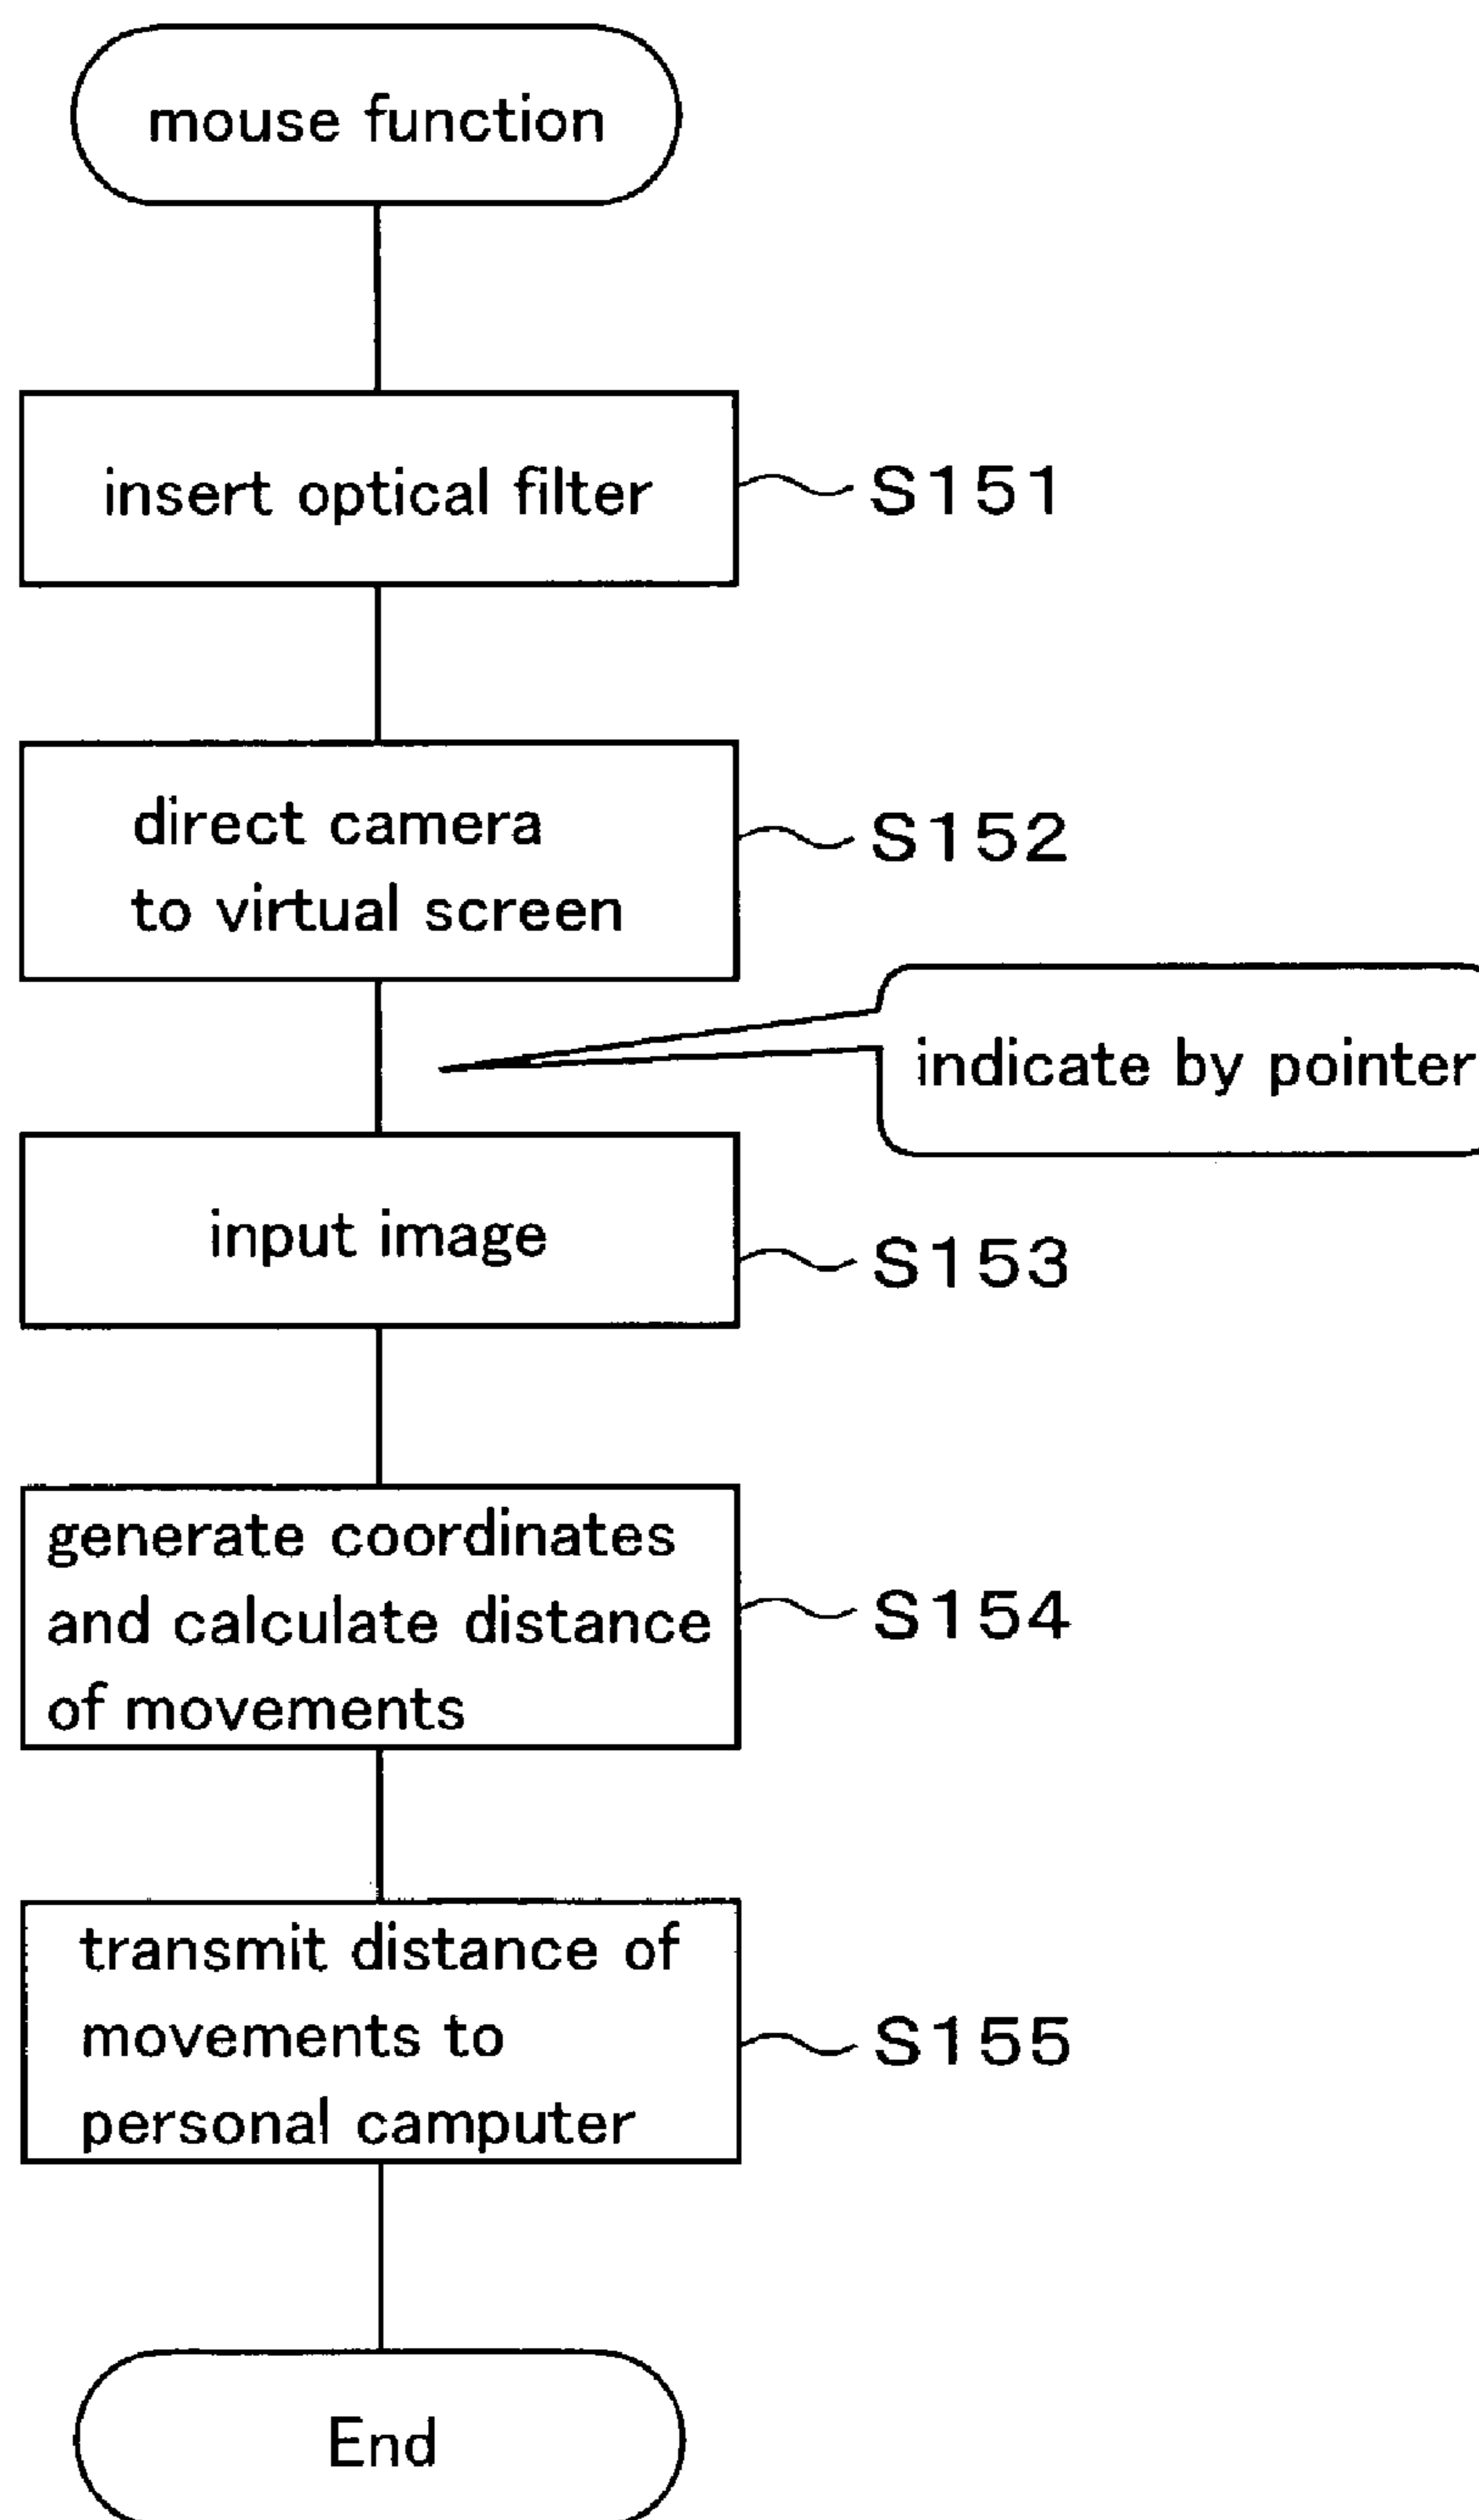 mouse function
insert optical filter
S151
direct camera
to virtual screen
S152
indicate by pointer
input image
S153
generate coordinates
and calculate distance
of movements
S154
transmit distance of
movements to
personal camputer
S155
End